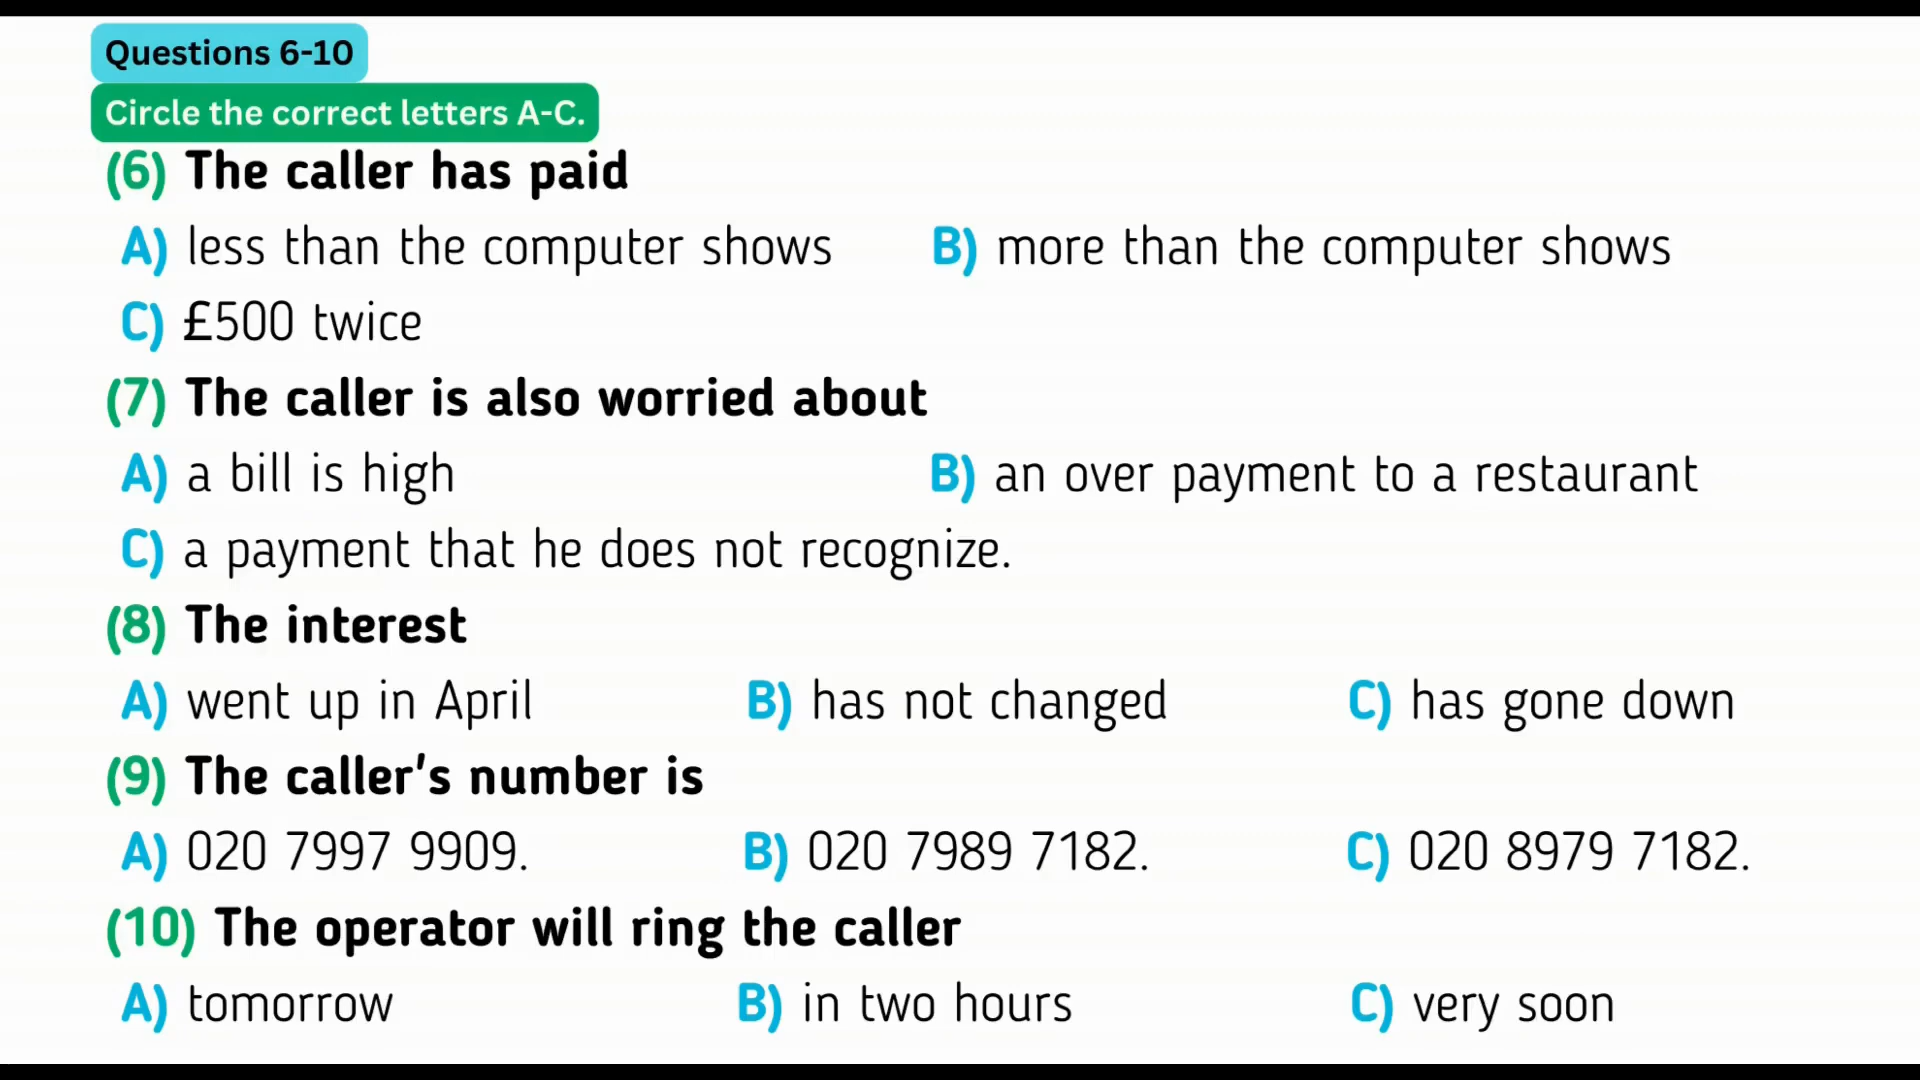 Questions 6-10
Circle the correct letters A-C.
(6) The caller has paid
A) less than the computer shows B) more than the computer shows
C) £500 twice
(7) The caller is also worried about
A) a bill is high B) an over payment to a restaurant
C) a payment that he does not recognize.
(8) The interest
A) went up in April B) has not changed C) has gone down
(9) The caller's number is
A) 020 7997 9909. B) 020 7989 7182. C) 020 8979 7182.
(10) The operator will ring the caller
A) tomorrow B) in two hours C) very soon